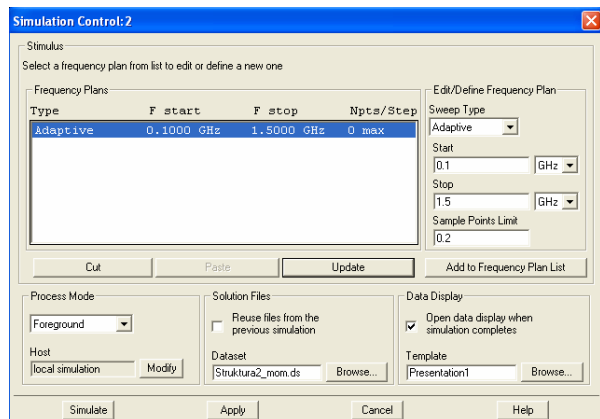 Simulation Control:2
Stimulus
Select a frequency plan from list to edit or define a new one
Frequency Plans
Type F start F stop Npts/Step
Adaptive 0.1000 GHz 1.5000 GHz 0 max
Cut Paste Update
Edit/Define Frequency Plan
Sweep Type
Adaptive
Start
0.1 GHz
Stop
1.5 GHz
Sample Points Limit
0.2
Add to Frequency Plan List
Process Mode
Foreground
Host
local simulation Modify
Solution Files
Reuse files from the
previous simulation
Dataset
Struktura2_mom.ds Browse...
Data Display
Open data display when
simulation completes
Template
Presentation1 Browse...
Simulate Apply Cancel Help